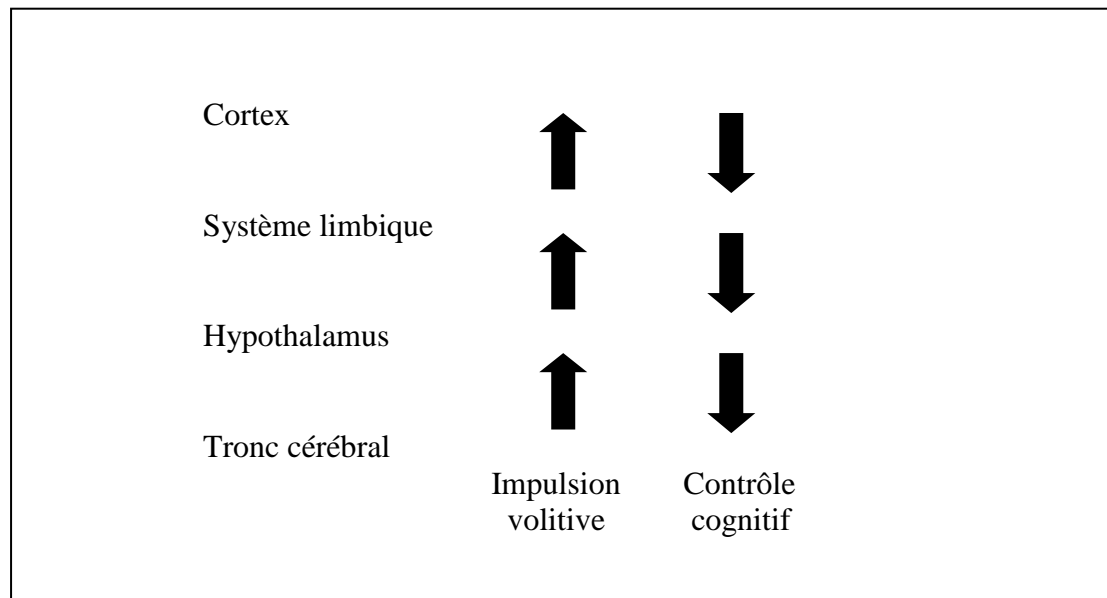 Cortex
Système limbique
Hypothalamus
Tronc cérébral
Impulsion
volitive
Contrôle
cognitif